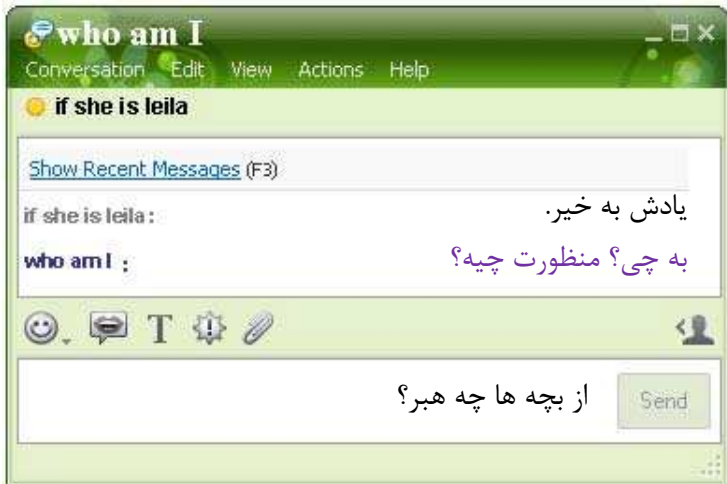 who am I
Conversation Edit View Actions Help
if she is leila
Show Recent Messages (F3)
if she is leila: یادش به خیر.
who am I : به چی؟ منظورت چیه؟
T
از بچه ها چه هبر؟ Send